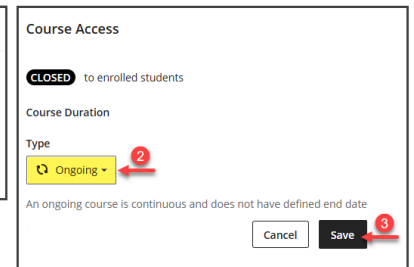 Course Access
CLOSED to enrolled students
Course Duration
Type
2
Ongoing
An ongoing course is continuous and does not have defined end date
3
Cancel Save